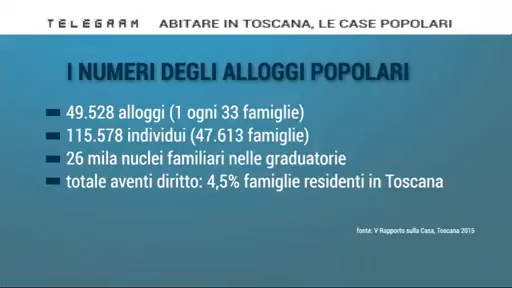 TELEGRAM ABITARE IN TOSCANA, LE CASE POPOLARI
I NUMERI DEGLI ALLOGGI POPOLARI
49.528 alloggi (1 ogni 33 famiglie)
115.578 individui (47.613 famiglie)
26 mila nuclei familiari nelle graduatorie
totale aventi diritto: 4,5% famiglie residenti in Toscana
fonte: V Rapporto sulla Casa, Toscana 2015